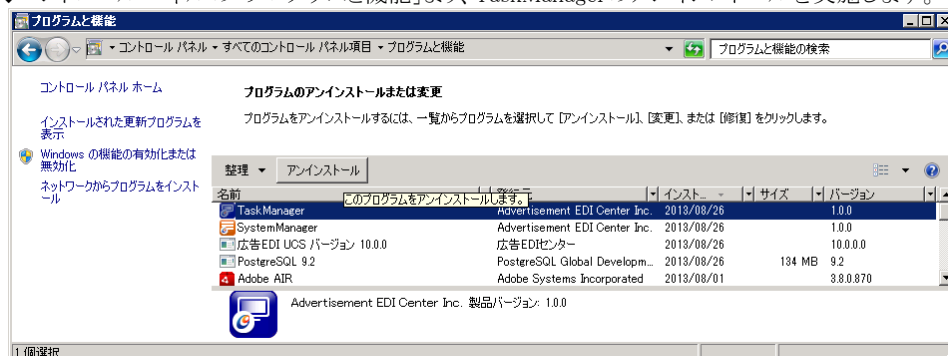 プログラムと機能
コントロール パネル ▾ すべてのコントロール パネル項目 ▾ プログラムと機能
プログラムと機能の検索
コントロール パネル ホーム
インストールされた更新プログラムを
表示
Windows の機能の有効化または
無効化
ネットワークからプログラムをインスト
ール
プログラムのアンインストールまたは変更
プログラムをアンインストールするには、一覧からプログラムを選択して [アンインストール]、[変更]、または [修復] をクリックします。
整理 ▾ アンインストール
名前 インスト... サイズ バージョン
このプログラムをアンインストールします。
TaskManager Advertisement EDI Center Inc. 2013/08/26 1.0.0
SystemManager Advertisement EDI Center Inc. 2013/08/26 1.0.0
広告EDI UCS バージョン 10.0.0 広告EDIセンター 2013/08/26 10.0.0.0
PostgreSQL 9.2 PostgreSQL Global Developm... 2013/08/26 134 MB 9.2
Adobe AIR Adobe Systems Incorporated 2013/08/01 3.8.0.870
Advertisement EDI Center Inc. 製品バージョン: 1.0.0
1 個選択